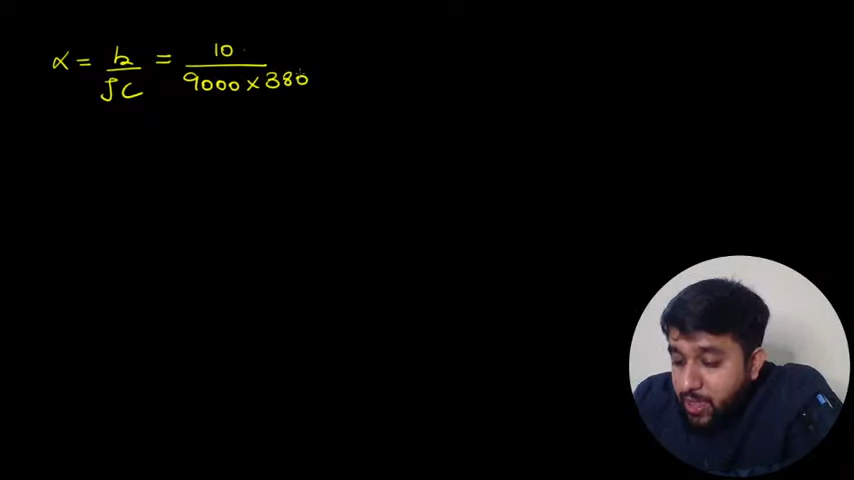 α = k / ρC = 10 / 9000 × 380